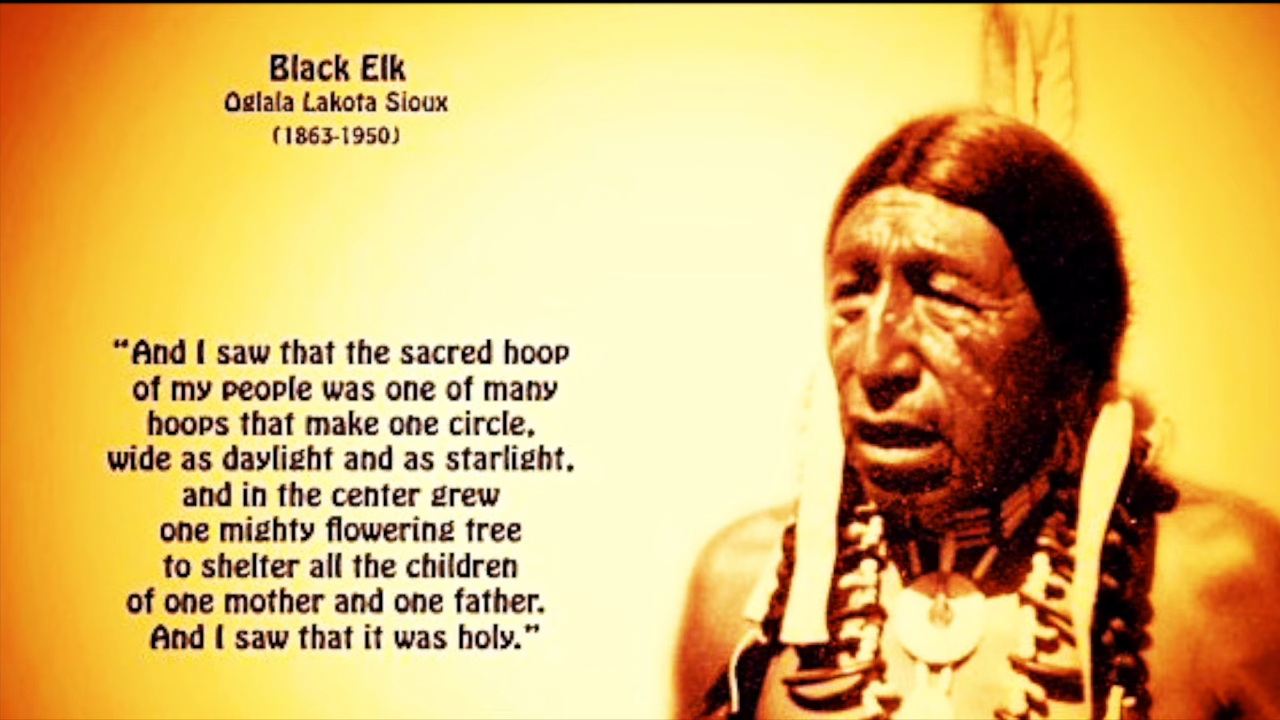 Black Elk
Oglala Lakota Sioux
(1863-1950)
“And I saw that the sacred hoop
of my people was one of many
hoops that make one circle,
wide as daylight and as starlight,
and in the center grew
one mighty flowering tree
to shelter all the children
of one mother and one father.
And I saw that it was holy.”